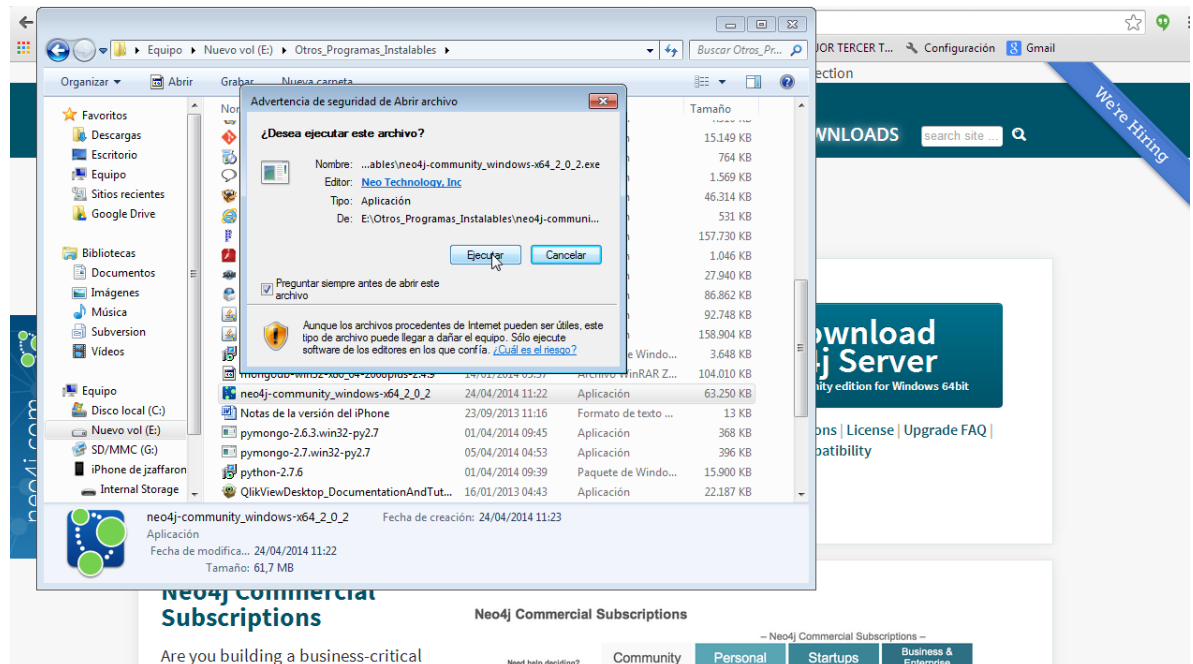 Equipo ▸ Nuevo vol (E:) ▸ Otros_Programas_Instalables ▸
Buscar Otros_Pr...
JOR TERCER T...
Configuración
Gmail
Organizar
Abrir
Grabar
Nueva carpeta
ection
We're Hiring
WNLOADS
search site ...
Favoritos
Descargas
Escritorio
Equipo
Sitios recientes
Google Drive
Bibliotecas
Documentos
Imágenes
Música
Subversion
Vídeos
Equipo
Disco local (C:)
Nuevo vol (E:)
SD/MMC (G:)
iPhone de jzaffaron
Internal Storage
Advertencia de seguridad de Abrir archivo
¿Desea ejecutar este archivo?
Nombre: ...ables\neo4j-community_windows-x64_2_0_2.exe
Editor: Neo Technology, Inc
Tipo: Aplicación
De: E:\Otros_Programas_Instalables\neo4j-communi...
Ejecutar
Cancelar
Preguntar siempre antes de abrir este
archivo
Aunque los archivos procedentes de Internet pueden ser útiles, este
tipo de archivo puede llegar a dañar el equipo. Sólo ejecute
software de los editores en los que confía. ¿Cuál es el riesgo?
Tamaño
15.149 KB
764 KB
1.569 KB
46.314 KB
531 KB
157.730 KB
1.046 KB
27.940 KB
86.862 KB
92.748 KB
158.904 KB
e Windo... 3.648 KB
Archivo WinRAR Z... 104.010 KB
neo4j-community_windows-x64_2_0_2 24/04/2014 11:22 Aplicación 63.250 KB
Notas de la versión del iPhone 23/09/2013 11:16 Formato de texto ... 13 KB
pymongo-2.6.3.win32-py2.7 01/04/2014 09:45 Aplicación 368 KB
pymongo-2.7.win32-py2.7 05/04/2014 04:53 Aplicación 396 KB
python-2.7.6 01/04/2014 09:39 Paquete de Windo... 15.900 KB
QlikViewDesktop_DocumentationAndTut... 16/01/2013 04:43 Aplicación 22.187 KB
neo4j-community_windows-x64_2_0_2 Fecha de creación: 24/04/2014 11:23
Aplicación
Fecha de modifica... 24/04/2014 11:22
Tamaño: 61,7 MB
neo4j.com
wnload
j Server
ity edition for Windows 64bit
ons | License | Upgrade FAQ |
patibility
Neo4j Commercial
Subscriptions
Are you building a business-critical
Neo4j Commercial Subscriptions
– Neo4j Commercial Subscriptions –
Need help deciding?
Community
Personal
Startups
Business &
Enterprise